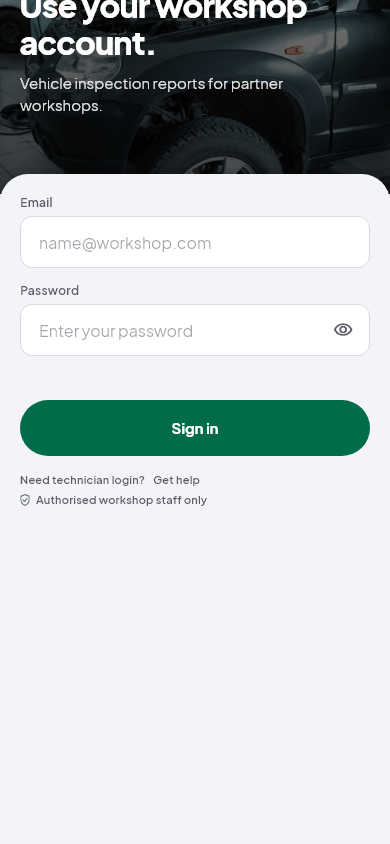 Use your workshop
account.
Vehicle inspection reports for partner
workshops.
Email
name@workshop.com
Password
Enter your password
Sign in
Need technician login? Get help
Authorised workshop staff only